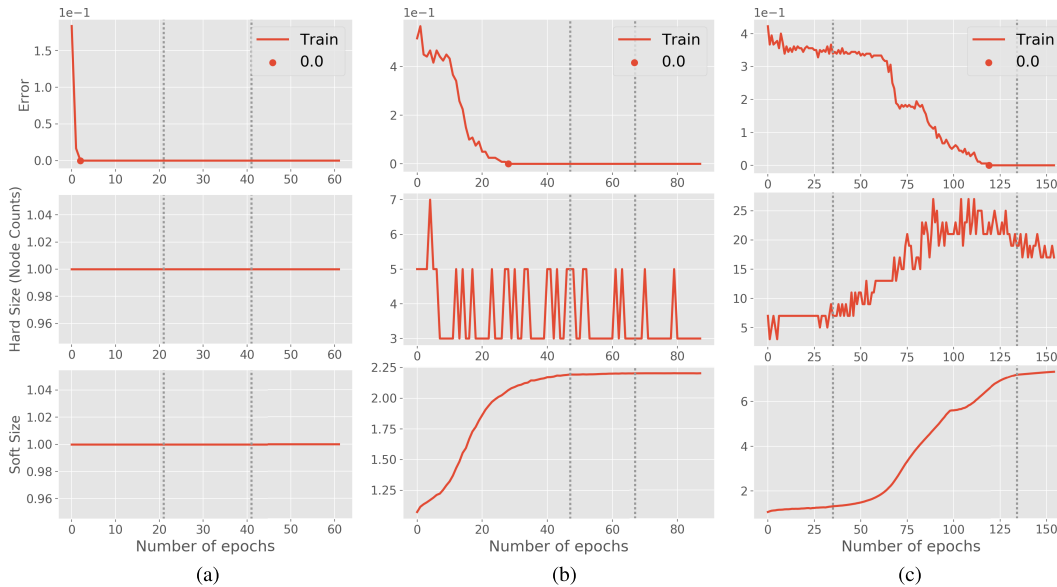 1e−1
1.5
1.0
0.5
0.0
Error
0 10 20 30 40 50 60
Train
0.0
1.04
1.02
1.00
0.98
0.96
Hard Size (Node Counts)
0 10 20 30 40 50 60
1.04
1.02
1.00
0.98
0.96
Soft Size
0 10 20 30 40 50 60
Number of epochs
(a)
1e−1
4
2
0
0 20 40 60 80
Train
0.0
7
6
5
4
3
0 20 40 60 80
2.25
2.00
1.75
1.50
1.25
0 20 40 60 80
Number of epochs
(b)
1e−1
4
3
2
1
0
0 25 50 75 100 125 150
Train
0.0
25
20
15
10
5
0 25 50 75 100 125 150
6
4
2
0 25 50 75 100 125 150
Number of epochs
(c)